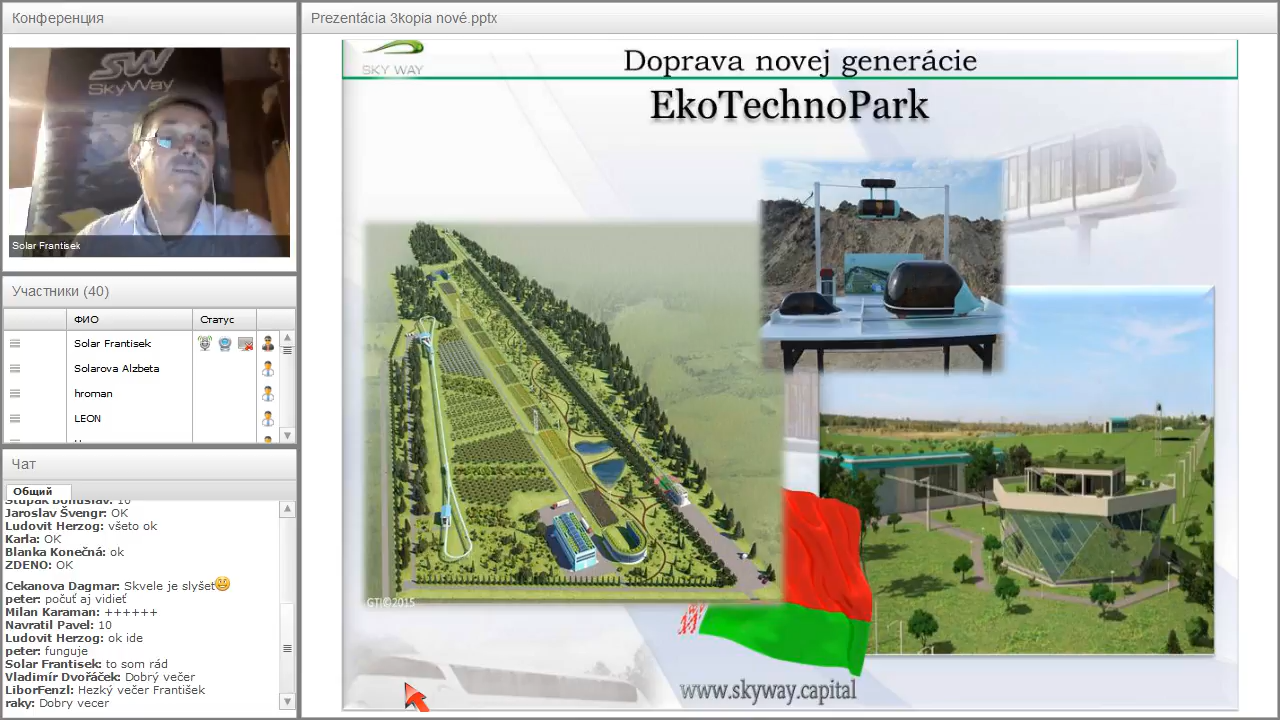 Конференция
SW
SkyWay
Solar Frantisek
Участники (40)
ФИО
Статус
Solar Frantisek
Solarova Alzbeta
hroman
LEON
Чат
Общий
Stupak Bohuslav: 10
Jaroslav Švengr: OK
Ludovit Herzog: všeto ok
Karla: OK
Blanka Konečná: ok
ZDENO: OK
Cekanova Dagmar: Skvele je slyšet
peter: počuť aj vidieť
Milan Karaman: ++++++
Navratil Pavel: 10
Ludovit Herzog: ok ide
peter: funguje
Solar Frantisek: to som rád
Vladimír Dvořáček: Dobrý večer
LiborFenzl: Hezký večer František
raky: Dobry vecer
Prezentácia 3kopia nové.pptx
SKY WAY
Doprava novej generácie
EkoTechnoPark
GTI©2015
www.skyway.capital